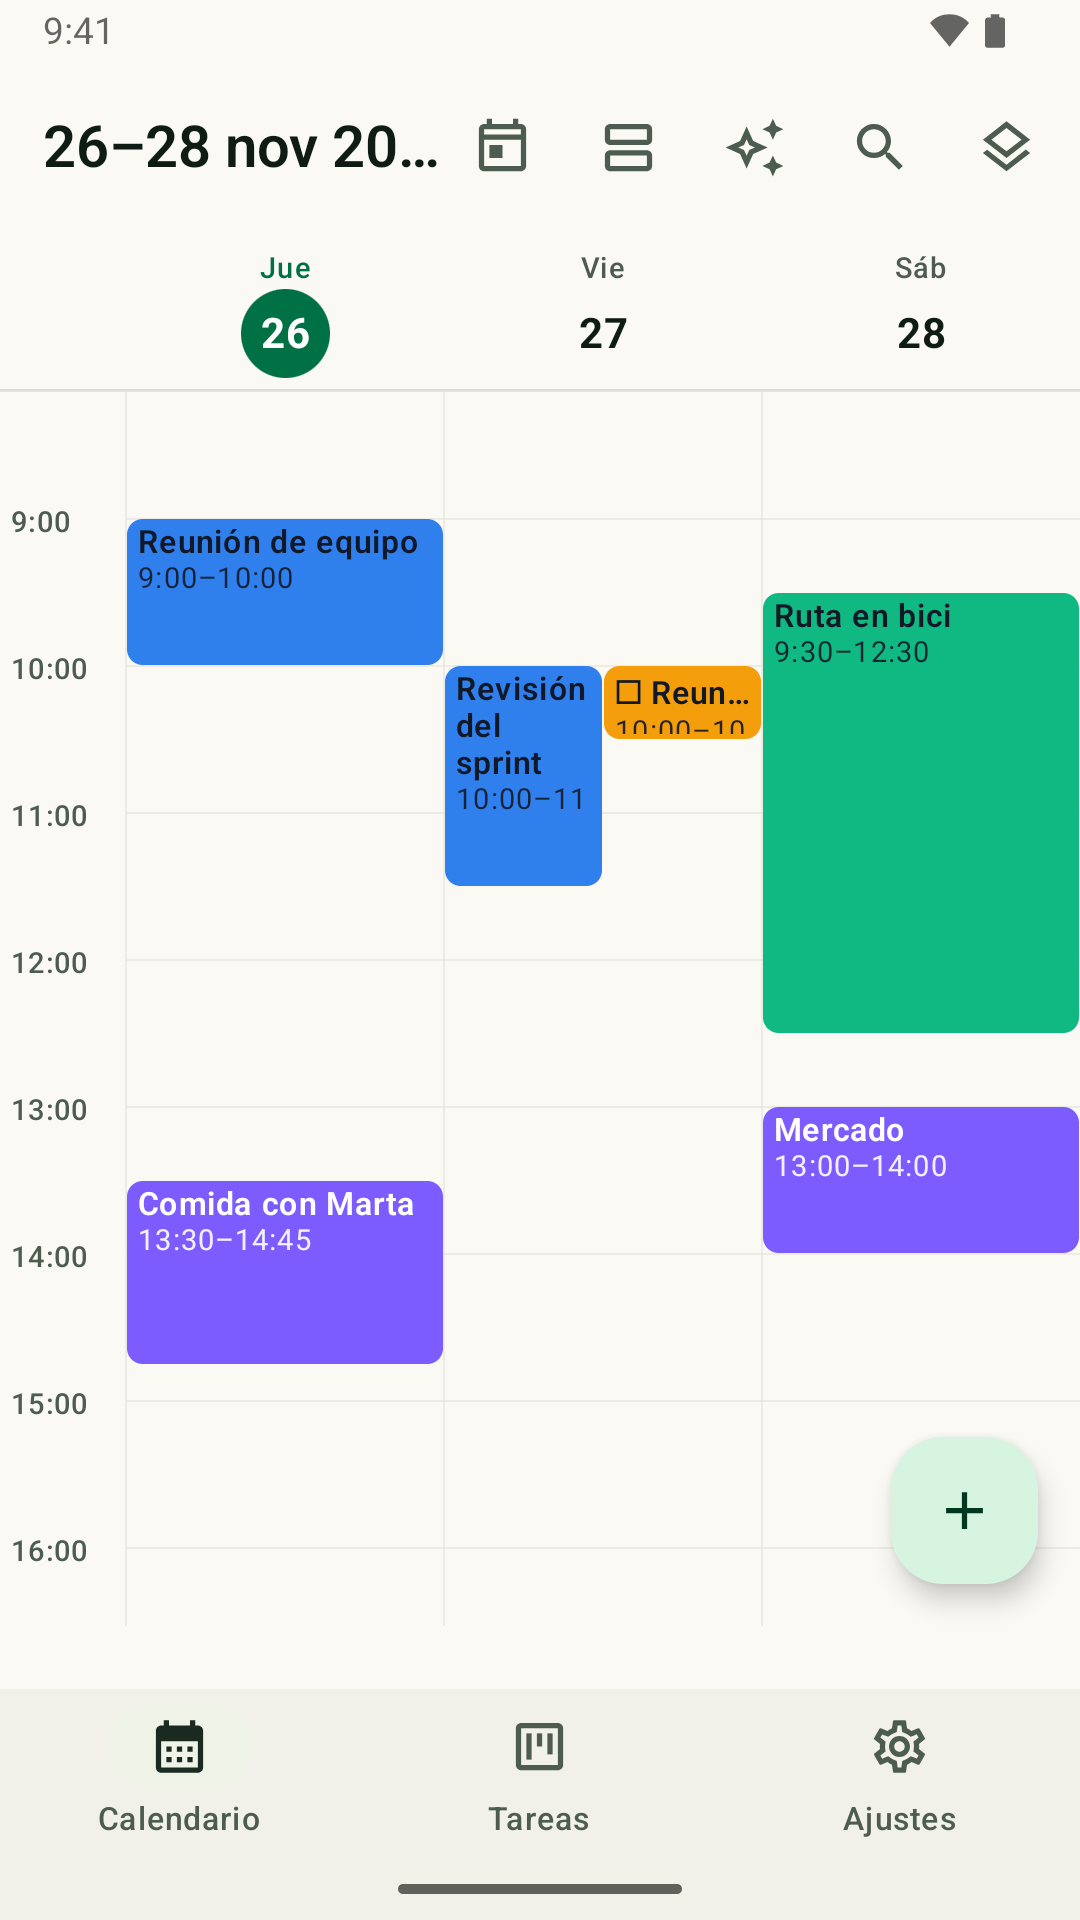 9:41
26–28 nov 20…
Jue
Vie
Sáb
26
27
28
9:00
10:00
11:00
12:00
13:00
14:00
15:00
16:00
Reunión de equipo
9:00–10:00
Comida con Marta
13:30–14:45
Revisión
del
sprint
10:00–11
☐ Reun…
10:00–10
Ruta en bici
9:30–12:30
Mercado
13:00–14:00
Calendario
Tareas
Ajustes